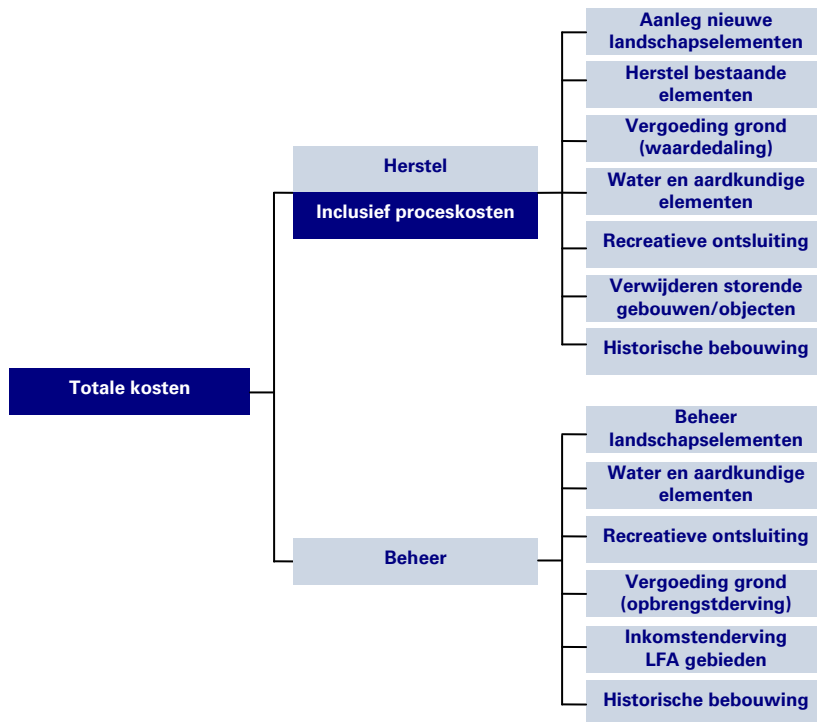 Aanleg nieuwe
landschapselementen
Herstel bestaande
elementen
Vergoeding grond
(waardedaling)
Herstel
Inclusief proceskosten
Water en aardkundige
elementen
Recreatieve ontsluiting
Verwijderen storende
gebouwen/objecten
Historische bebouwing
Totale kosten
Beheer
landschapselementen
Water en aardkundige
elementen
Recreatieve ontsluiting
Beheer
Vergoeding grond
(opbrengstderving)
Inkomstenderving
LFA gebieden
Historische bebouwing